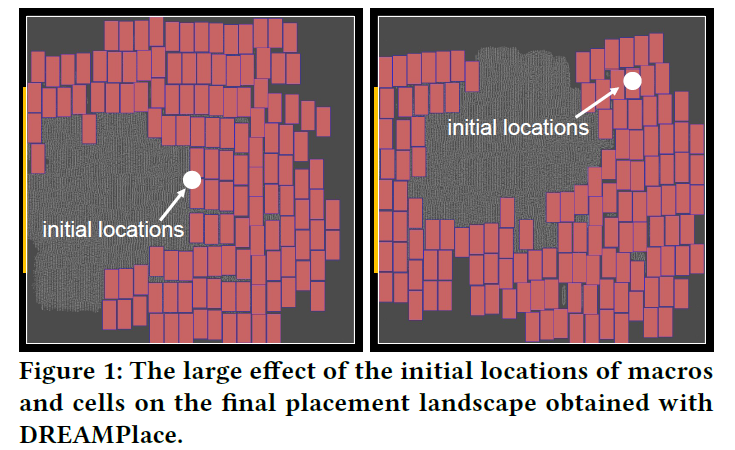 initial locations
initial locations
Figure 1: The large effect of the initial locations of macros
and cells on the final placement landscape obtained with
DREAMPlace.